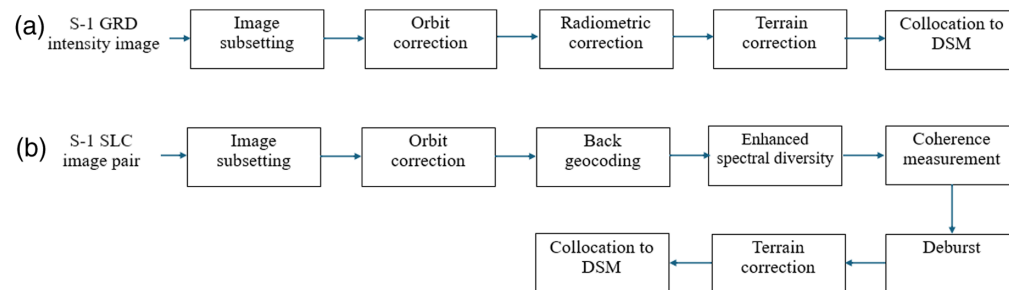 (a)
S-1 GRD
intensity image
Image
subsetting
Orbit
correction
Radiometric
correction
Terrain
correction
Collocation to
DSM
(b)
S-1 SLC
image pair
Image
subsetting
Orbit
correction
Back
geocoding
Enhanced
spectral diversity
Coherence
measurement
Deburst
Terrain
correction
Collocation to
DSM